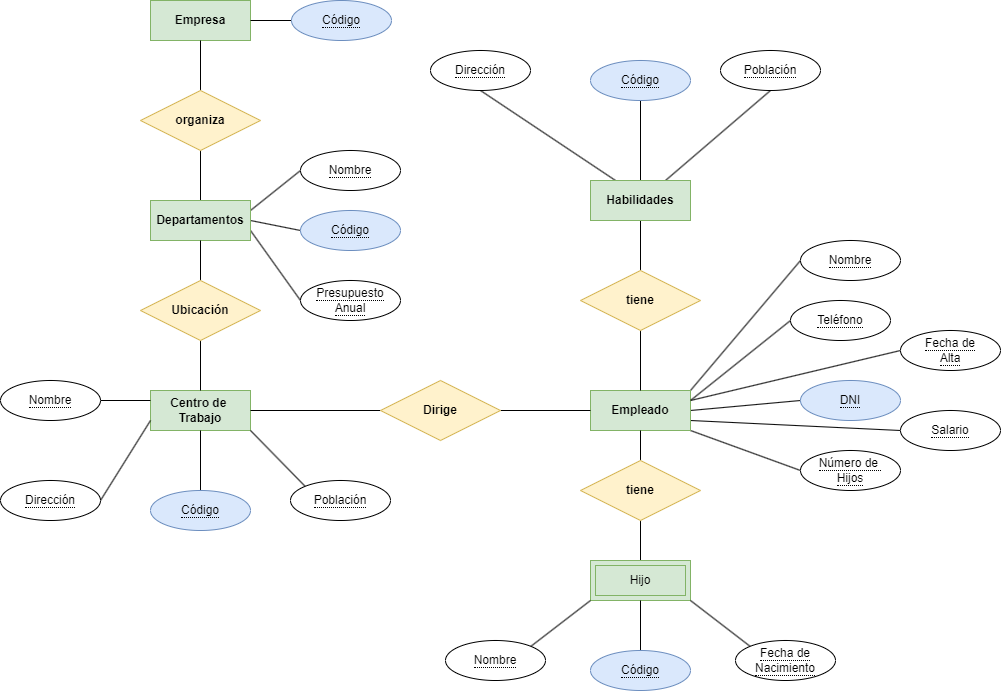 Empresa
Código
organiza
Nombre
Departamentos
Código
Presupuesto
Anual
Ubicación
Nombre
Centro de
Trabajo
Dirección
Código
Población
Dirige
Dirección
Código
Población
Habilidades
tiene
Nombre
Teléfono
Fecha de
Alta
Empleado
DNI
Salario
Número de
Hijos
tiene
Hijo
Nombre
Código
Fecha de
Nacimiento